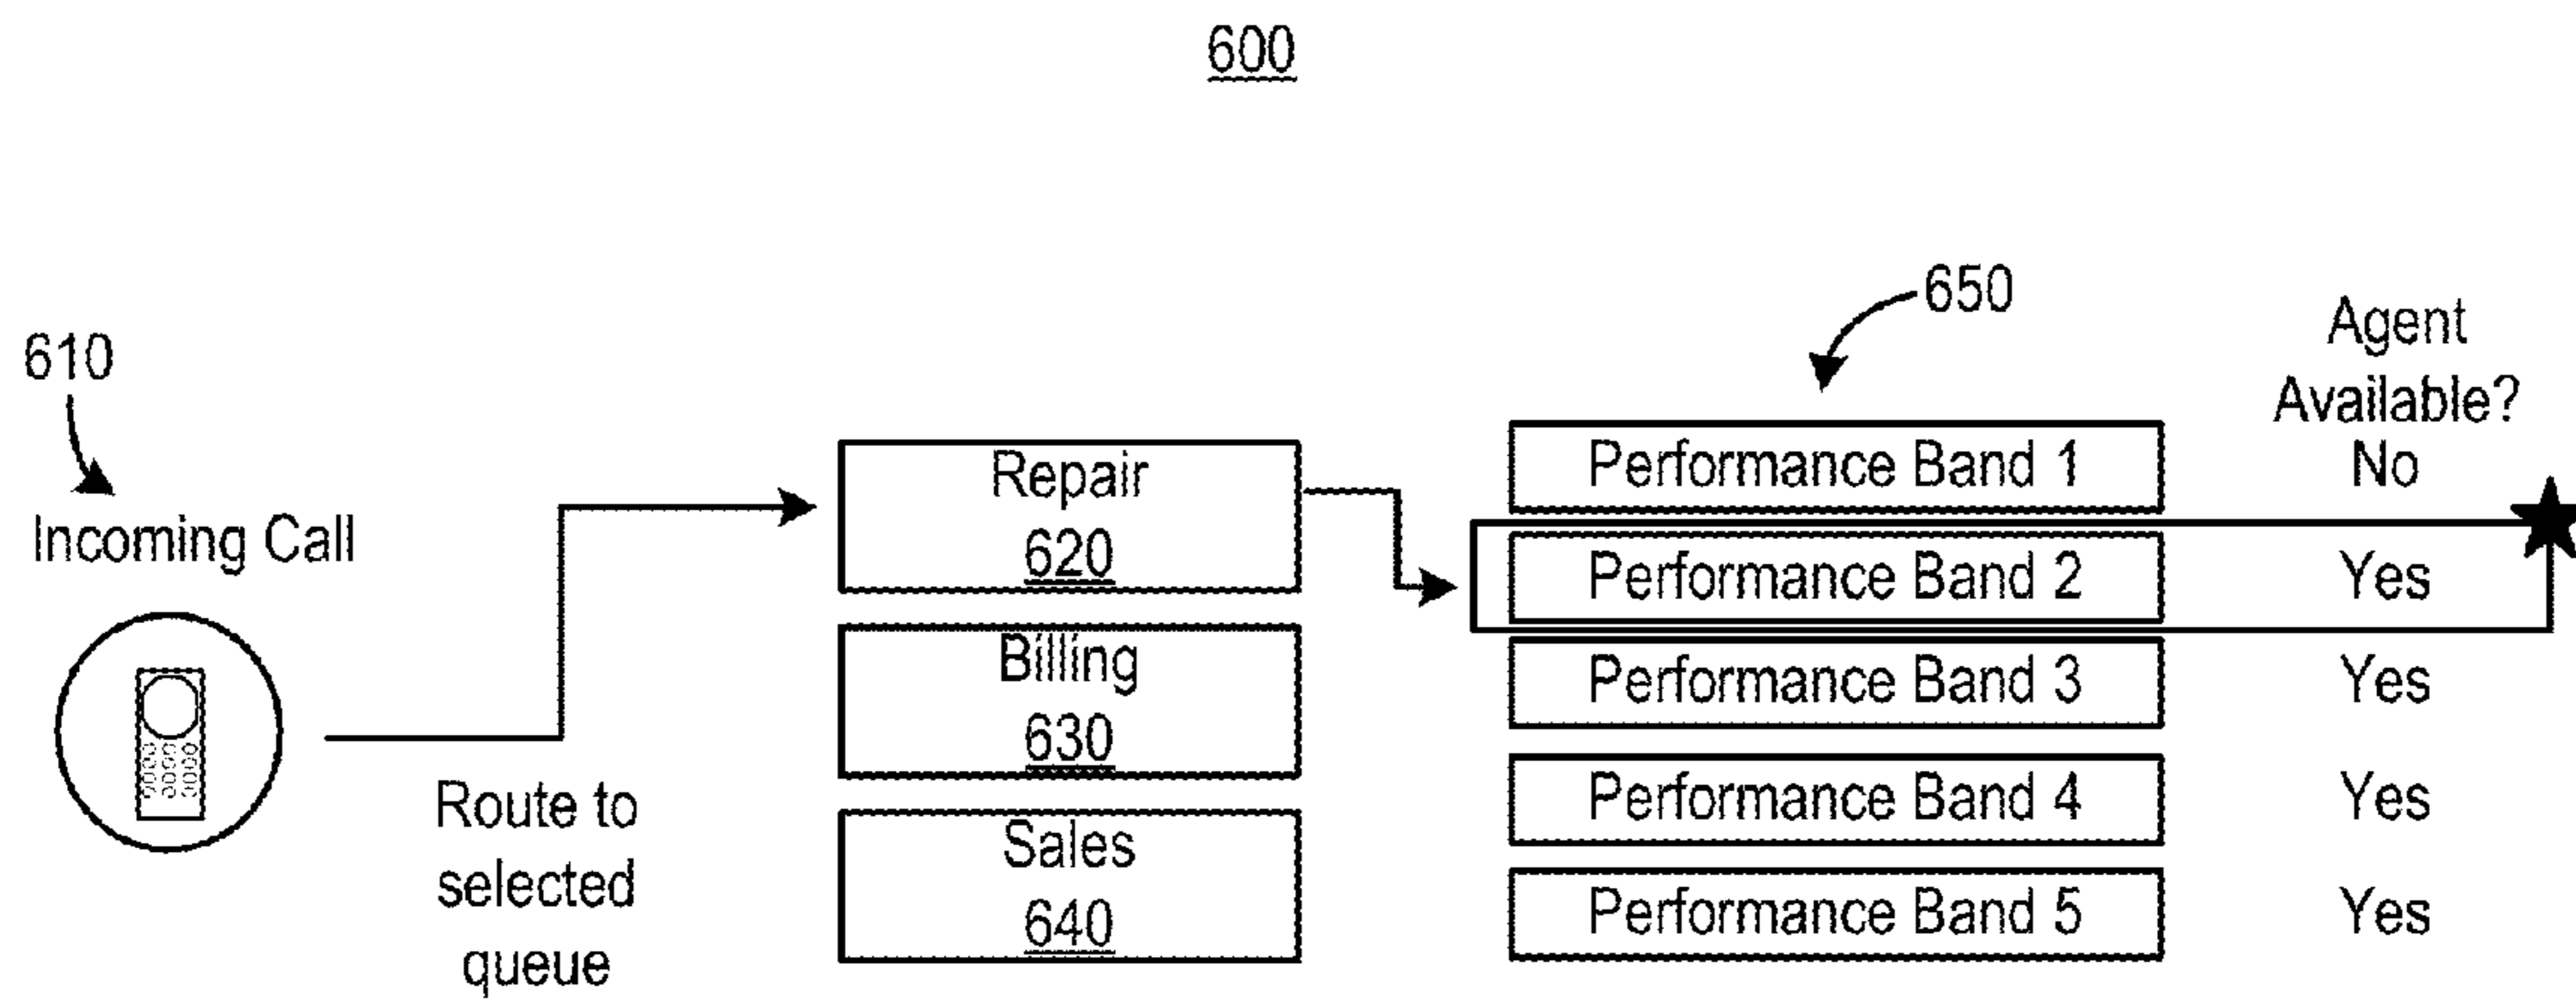 600
610
Incoming Call
Route to
selected
queue
Repair
620
Billing
630
Sales
640
650
Agent
Available?
Performance Band 1 No
Performance Band 2 Yes
Performance Band 3 Yes
Performance Band 4 Yes
Performance Band 5 Yes